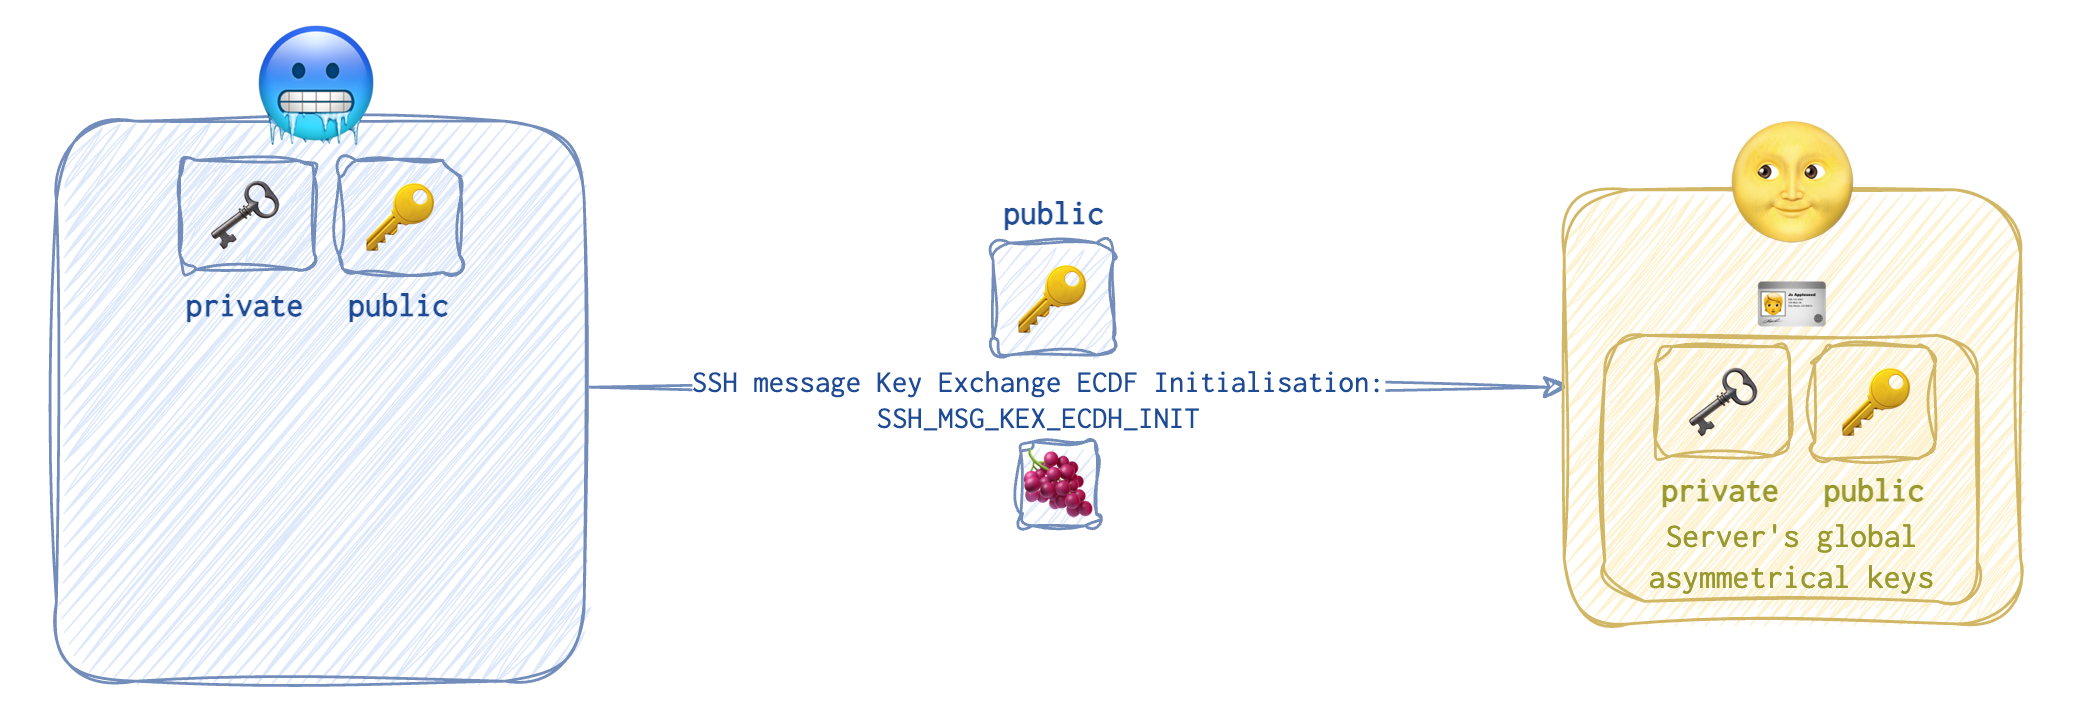 private public
public
SSH message Key Exchange ECDF Initialisation:
SSH_MSG_KEX_ECDH_INIT
private public
Server's global
asymmetrical keys